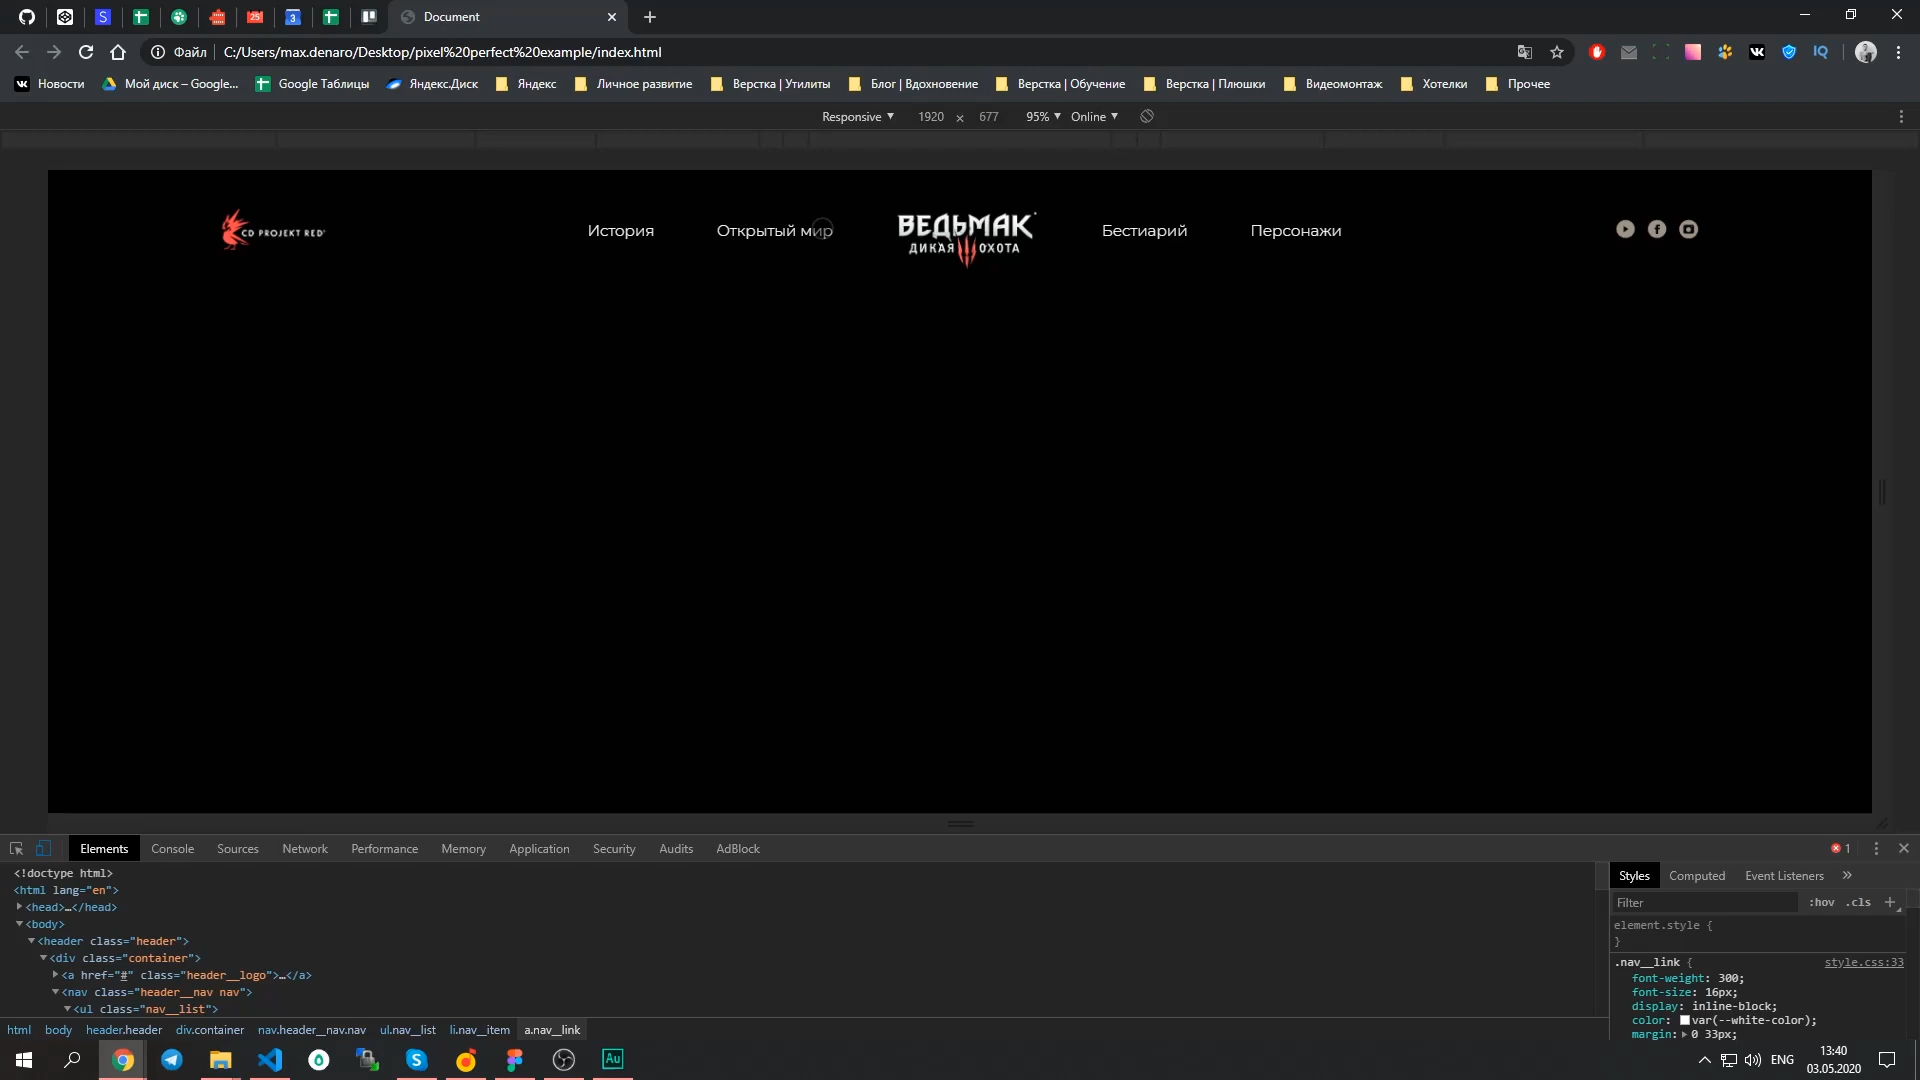 S
25
3
Document
Файл
C:/Users/max.denaro/Desktop/pixel%20perfect%20example/index.html
IQ
Новости
Мой диск – Google...
Google Таблицы
Яндекс.Диск
Яндекс
Личное развитие
Верстка | Утилиты
Блог | Вдохновение
Верстка | Обучение
Верстка | Плюшки
Видеомонтаж
Хотелки
Прочее
Responsive ▼ 1920 x 677 95% ▼ Online ▼
CD PROJEKT RED®
История
Открытый мир
ВЕДЬМАК
ДИКАЯ ОХОТА
Бестиарий
Персонажи
Elements Console Sources Network Performance Memory Application Security Audits AdBlock
1
<!doctype html>
<html lang="en">
<head>…</head>
<body>
<header class="header">
<div class="container">
<a href="#" class="header__logo">…</a>
<nav class="header__nav nav">
<ul class="nav__list">
html body header.header div.container nav.header__nav.nav ul.nav__list li.nav__item a.nav__link
Styles Computed Event Listeners »
Filter :hov .cls +
element.style {
}
.nav__link { style.css:33
font-weight: 300;
font-size: 16px;
display: inline-block;
color: var(--white-color);
margin: 0 33px;
S
Au
ENG
13:40
03.05.2020